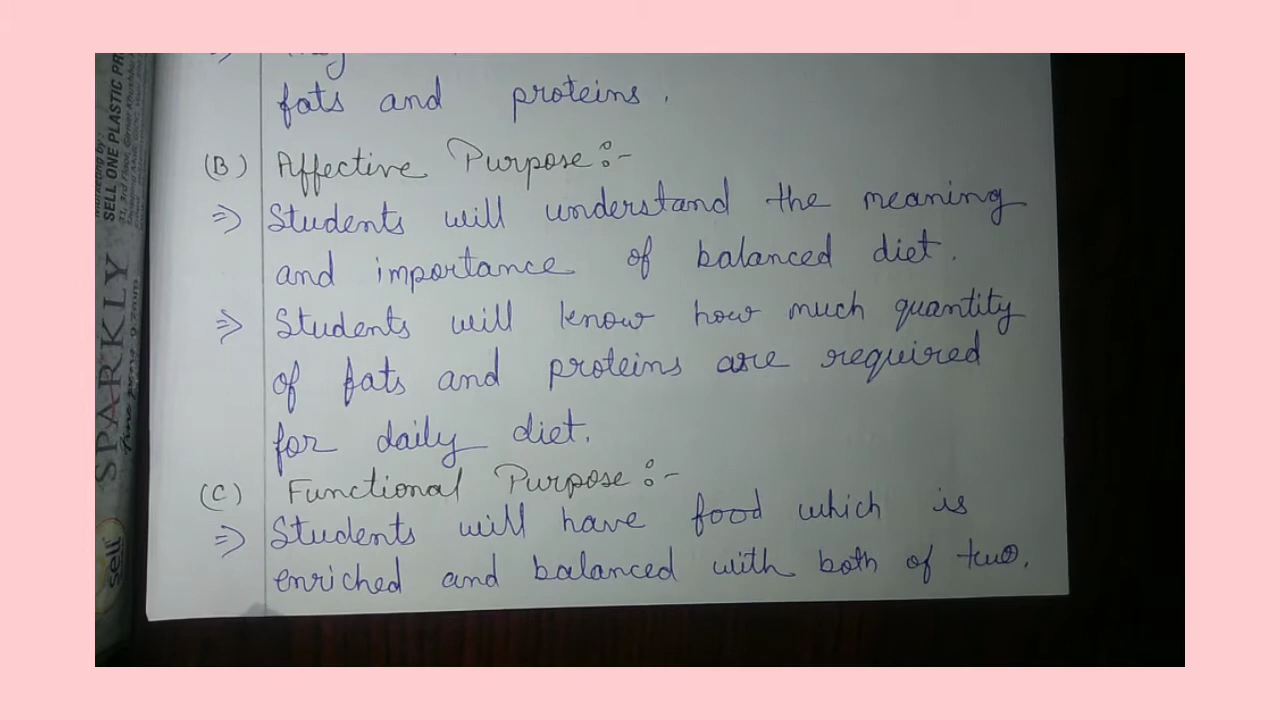 fats and proteins.
(B) Affective Purpose :-
⇒ Students will understand the meaning
and importance of balanced diet.
⇒ Students will know how much quantity
of fats and proteins are required
for daily diet.
(C) Functional Purpose :-
⇒ Students will have food which is
enriched and balanced with both of two.
Marketing by:
SELL ONE PLASTIC PR
SPARKLY
sell